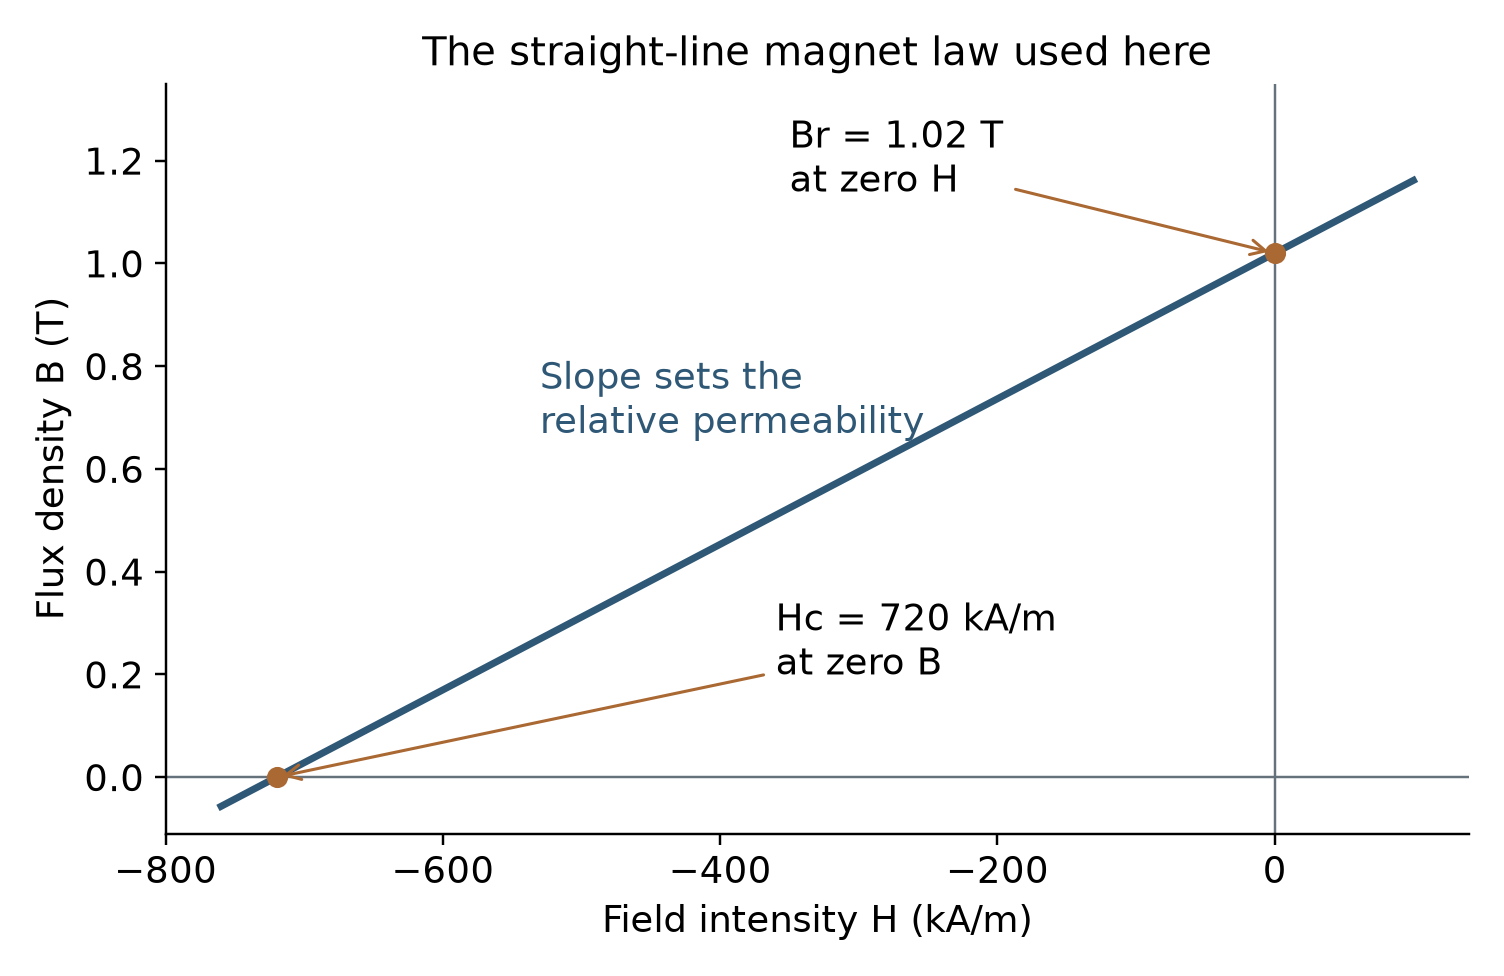 The straight-line magnet law used here
Br = 1.02 T
at zero H
Slope sets the
relative permeability
Hc = 720 kA/m
at zero B
Flux density B (T)
1.2
1.0
0.8
0.6
0.4
0.2
0.0
−800
−600
−400
−200
0
Field intensity H (kA/m)